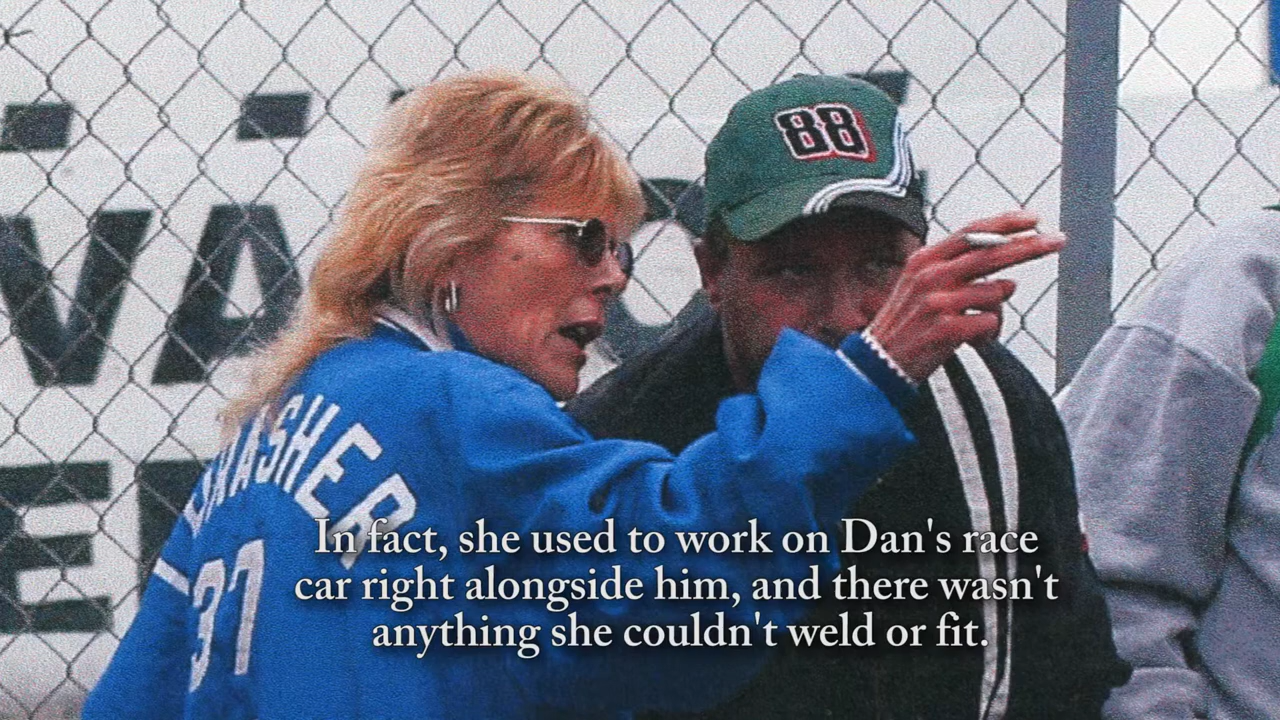 88
37
In fact, she used to work on Dan's race
car right alongside him, and there wasn't
anything she couldn't weld or fit.